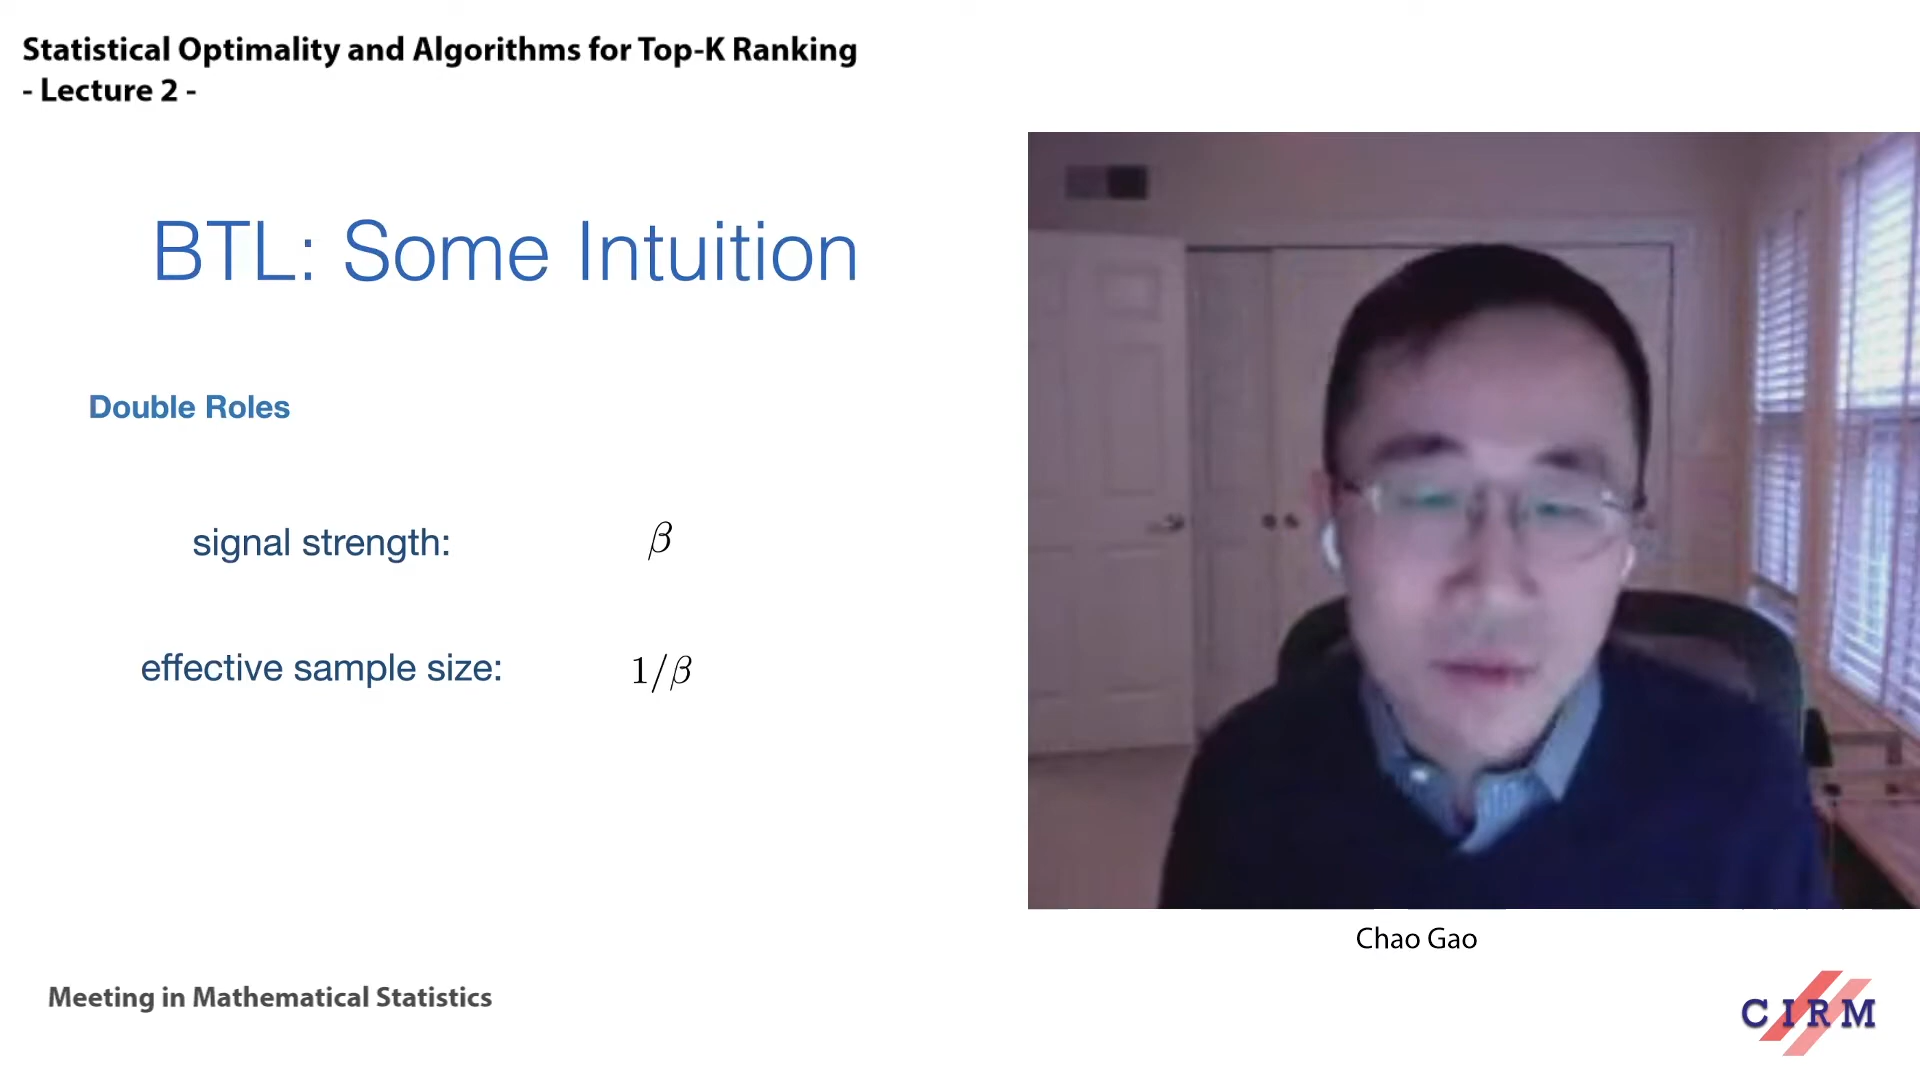 Statistical Optimality and Algorithms for Top-K Ranking
- Lecture 2 -
BTL: Some Intuition
Double Roles
signal strength: β
effective sample size: 1/β
Chao Gao
Meeting in Mathematical Statistics
CIRM